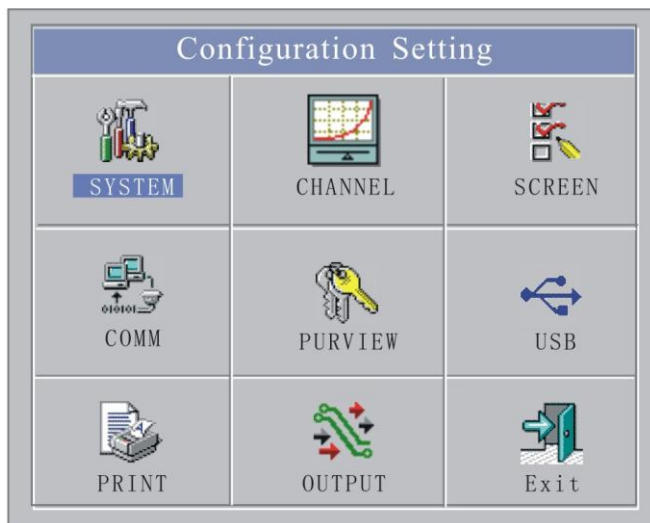 Configuration Setting
SYSTEM CHANNEL SCREEN
COMM PURVIEW USB
PRINT OUTPUT Exit